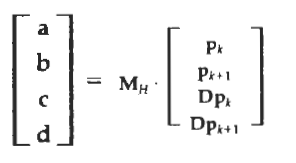 a
b
c
d
= M_H ·
p_k
p_{k+1}
Dp_k
Dp_{k+1}